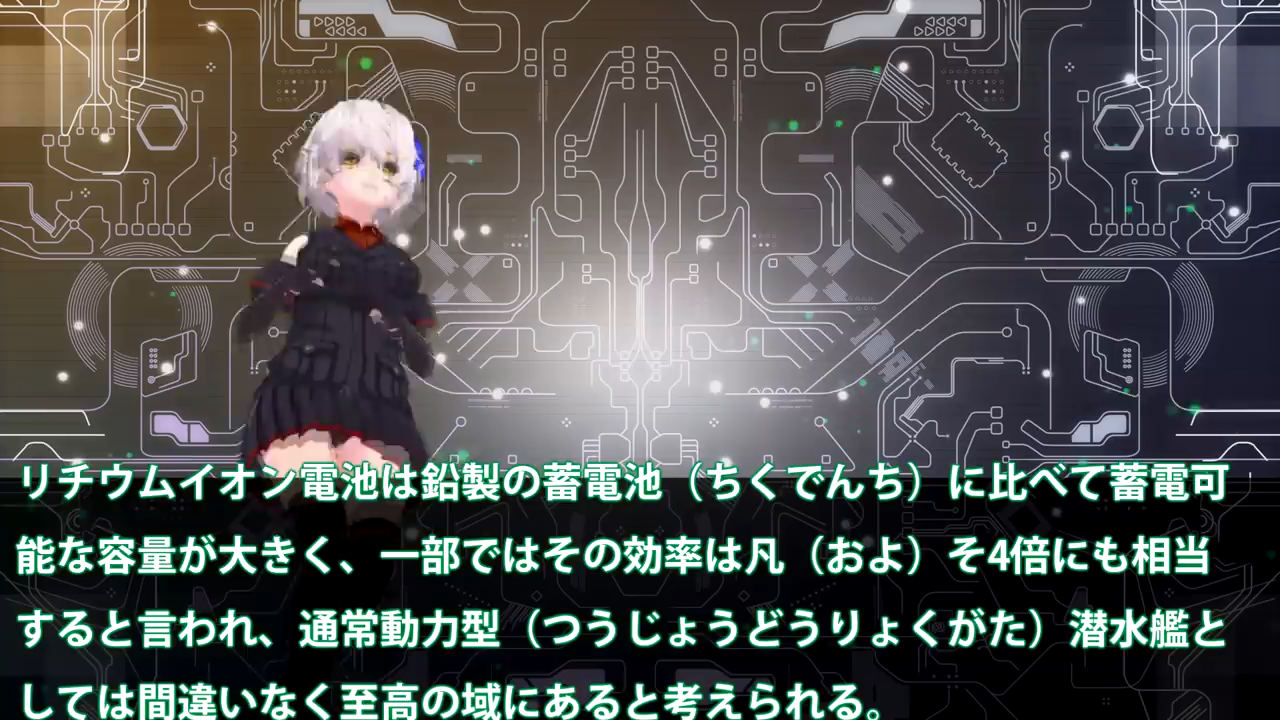 リチウムイオン電池は鉛製の蓄電池（ちくでんち）に比べて蓄電可
能な容量が大きく、一部ではその効率は凡（およ）そ4倍にも相当
すると言われ、通常動力型（つうじょうどうりょくがた）潜水艦と
しては間違いなく至高の域にあると考えられる。